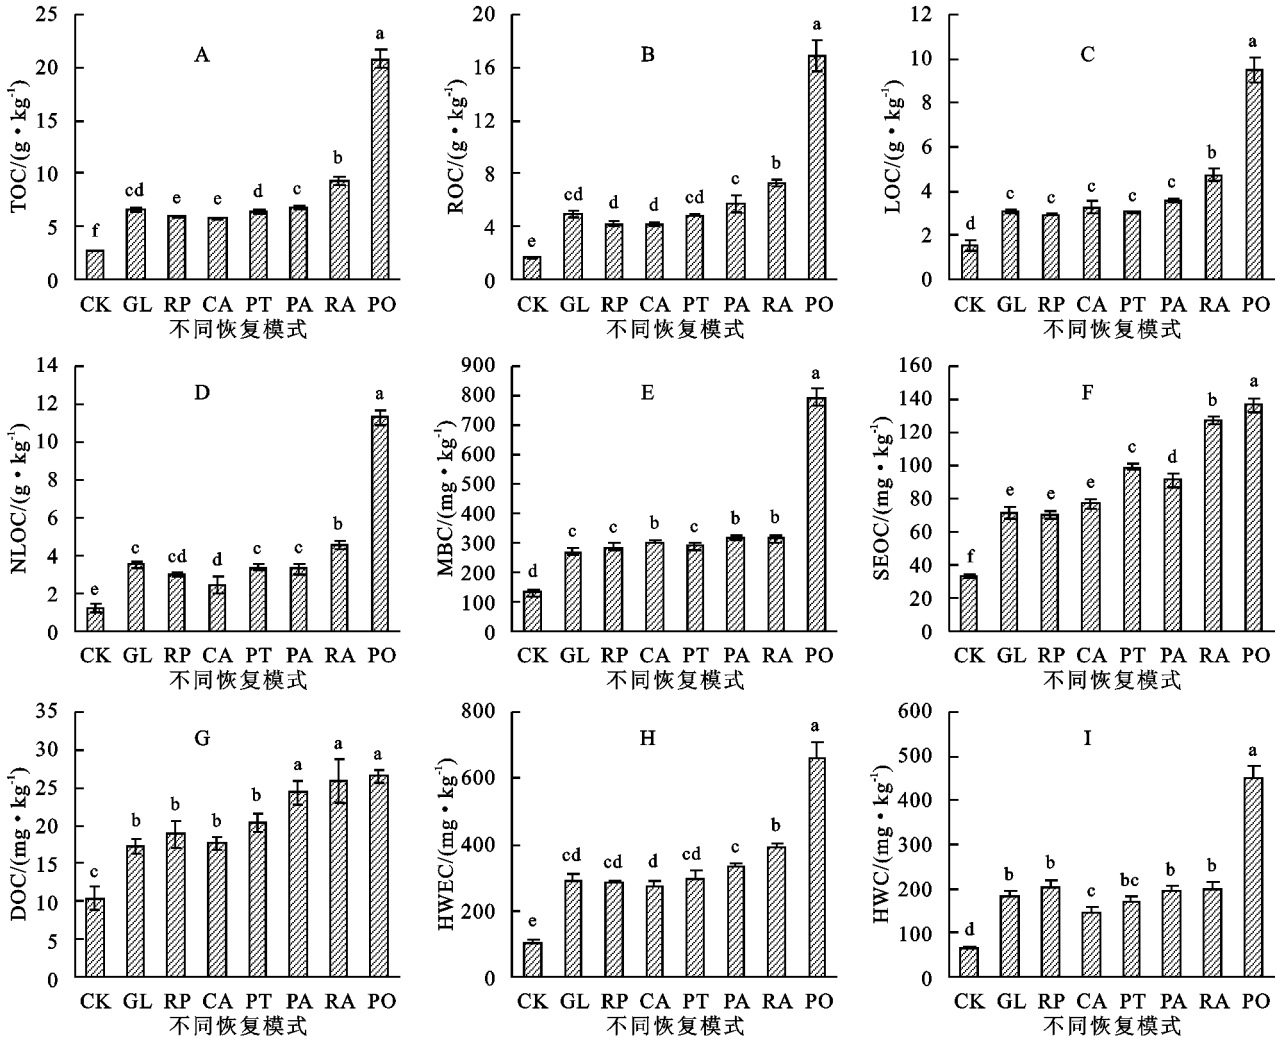 A
TOC/(g·kg⁻¹)
25
20
15
10
5
0
f
cd
e
e
d
c
b
a
CK GL RP CA PT PA RA PO
不同恢复模式
B
ROC/(g·kg⁻¹)
20
16
12
8
4
0
e
cd
d
d
cd
c
b
a
CK GL RP CA PT PA RA PO
不同恢复模式
C
LOC/(g·kg⁻¹)
12
10
8
6
4
2
0
d
c
c
c
c
c
b
a
CK GL RP CA PT PA RA PO
不同恢复模式
D
NLOC/(g·kg⁻¹)
14
12
10
8
6
4
2
0
e
c
cd
d
c
c
b
a
CK GL RP CA PT PA RA PO
不同恢复模式
E
MBC/(mg·kg⁻¹)
900
800
700
600
500
400
300
200
100
0
d
c
c
b
c
b
b
a
CK GL RP CA PT PA RA PO
不同恢复模式
F
SEOC/(mg·kg⁻¹)
160
140
120
100
80
60
40
20
0
f
e
e
e
c
d
b
a
CK GL RP CA PT PA RA PO
不同恢复模式
G
DOC/(mg·kg⁻¹)
35
30
25
20
15
10
5
0
c
b
b
b
b
a
a
a
CK GL RP CA PT PA RA PO
不同恢复模式
H
HWEC/(mg·kg⁻¹)
800
600
400
200
0
e
cd
cd
d
cd
c
b
a
CK GL RP CA PT PA RA PO
不同恢复模式
I
HWC/(mg·kg⁻¹)
600
500
400
300
200
100
0
d
b
b
c
bc
b
b
a
CK GL RP CA PT PA RA PO
不同恢复模式